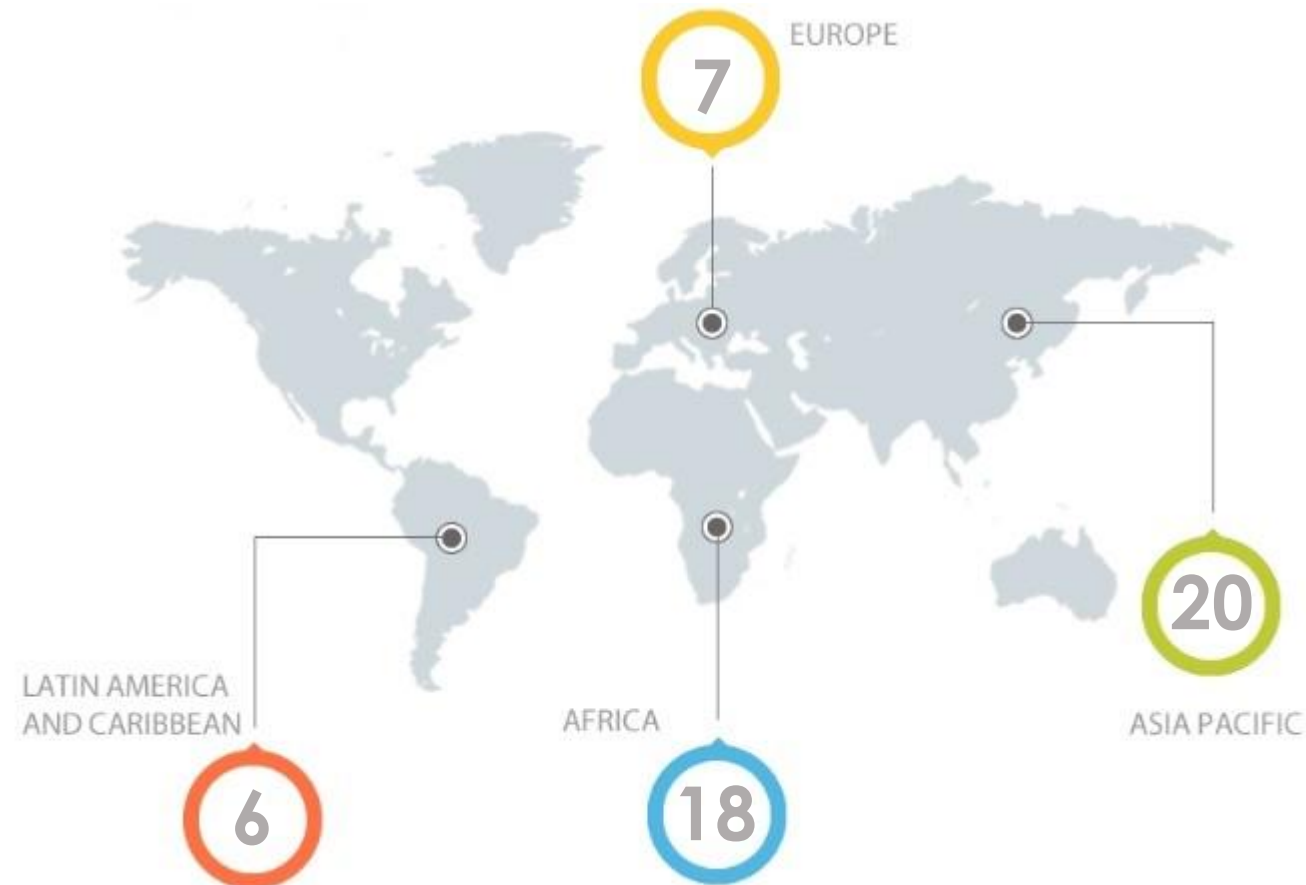 EUROPE
7
20
LATIN AMERICA
AND CARIBBEAN
AFRICA
ASIA PACIFIC
6
18